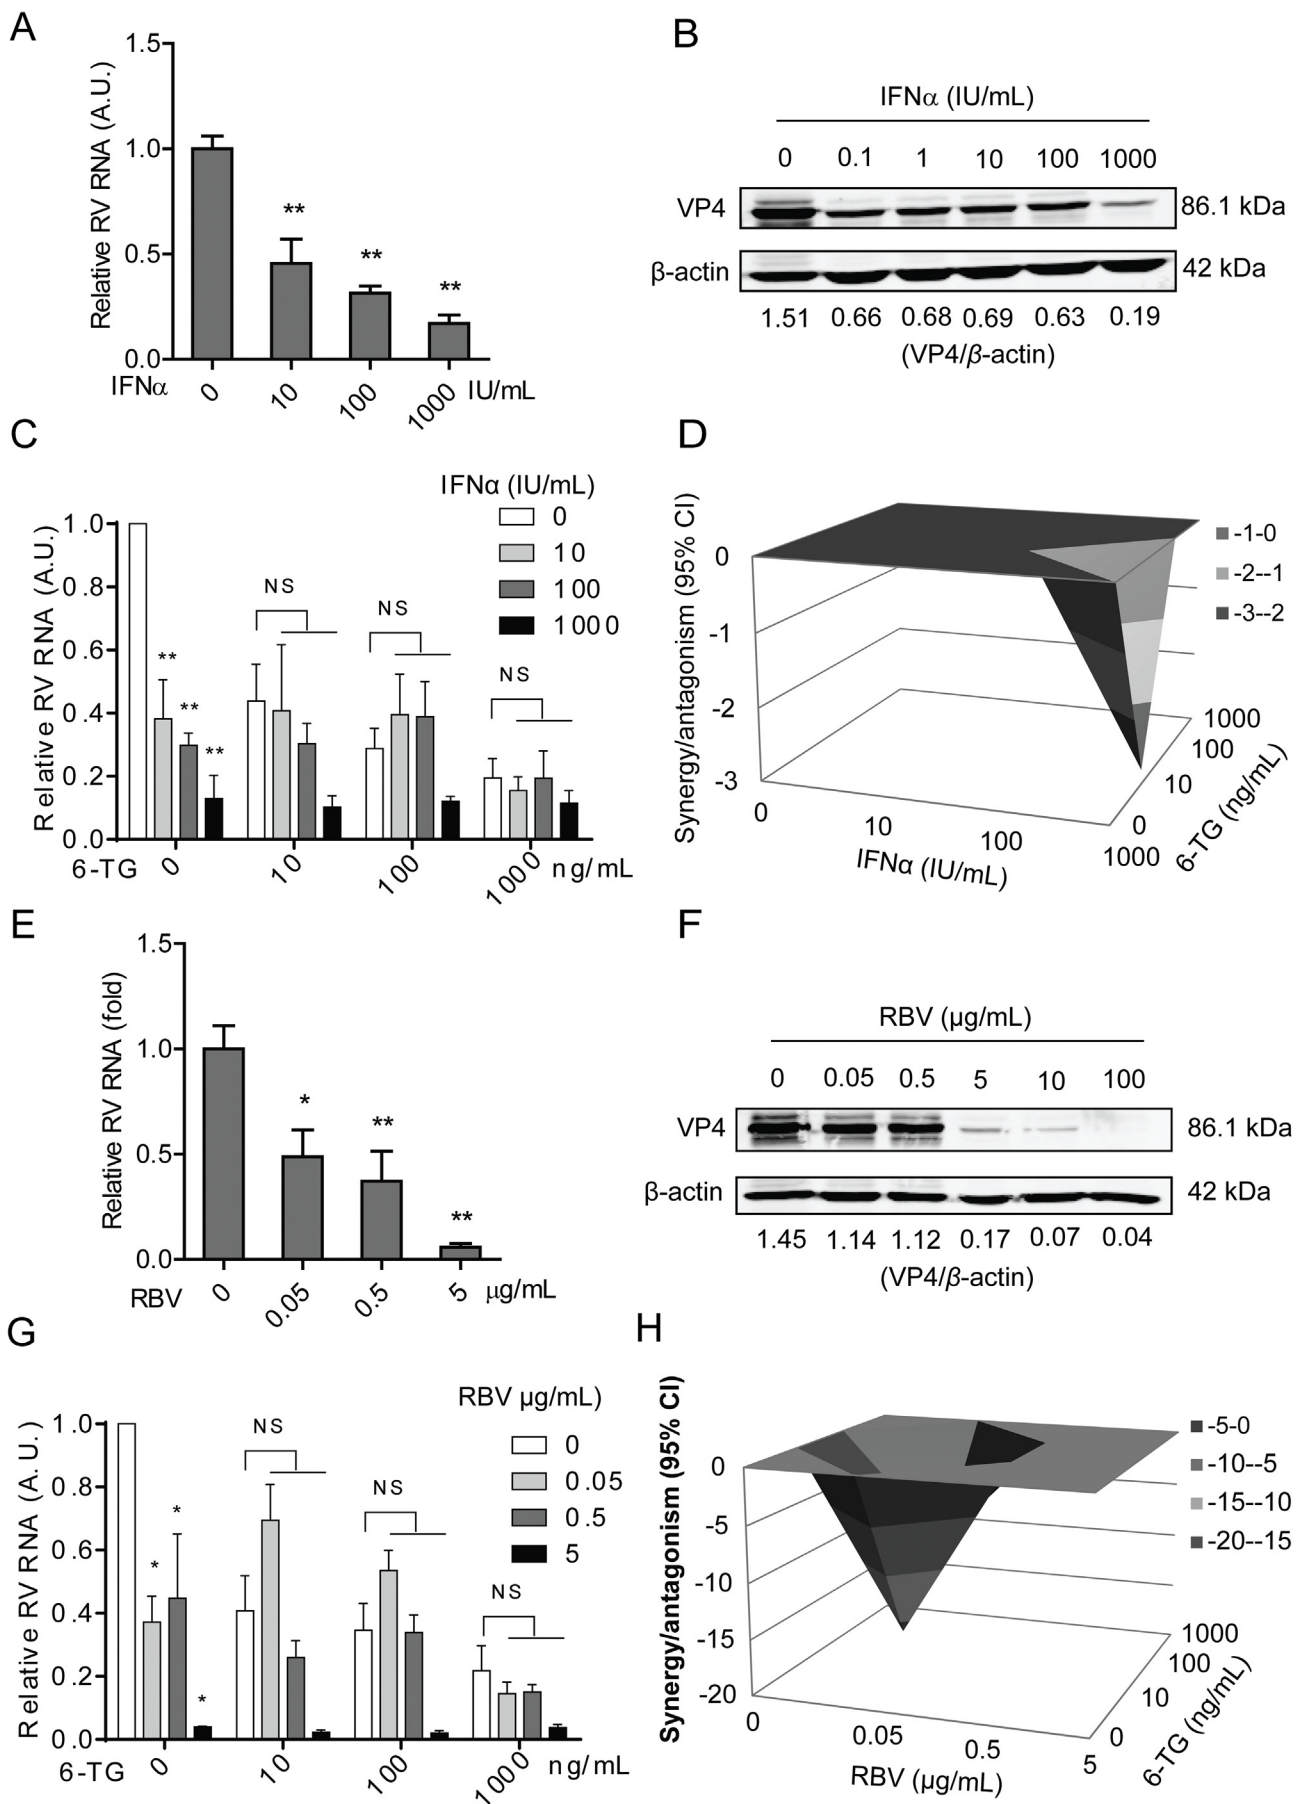 A
Relative RV RNA (A.U.)
1.5
1.0
0.5
0.0
**
**
**
IFNα 0 10 100 1000 IU/mL
B
IFNα (IU/mL)
0 0.1 1 10 100 1000
VP4 86.1 kDa
β-actin 42 kDa
1.51 0.66 0.68 0.69 0.63 0.19
(VP4/β-actin)
C
Relative RV RNA (A.U.)
IFNα (IU/mL)
0
10
100
1000
1.0
0.8
0.6
0.4
0.2
0.0
**
**
**
NS
NS
NS
6-TG 0 10 100 1000 ng/mL
D
Synergy/antagonism (95% CI)
0
-1
-2
-3
-1-0
-2--1
-3--2
0 10 100 1000
IFNα (IU/mL)
1000
100
10
0
6-TG (ng/mL)
E
Relative RV RNA (fold)
1.5
1.0
0.5
0.0
*
**
**
RBV 0 0.05 0.5 5 μg/mL
F
RBV (μg/mL)
0 0.05 0.5 5 10 100
VP4 86.1 kDa
β-actin 42 kDa
1.45 1.14 1.12 0.17 0.07 0.04
(VP4/β-actin)
G
Relative RV RNA (A. U.)
RBV μg/mL)
0
0.05
0.5
5
1.0
0.8
0.6
0.4
0.2
0.0
*
*
*
NS
NS
NS
6-TG 0 10 100 1000 ng/mL
H
Synergy/antagonism (95% CI)
0
-5
-10
-15
-20
-5-0
-10--5
-15--10
-20--15
0 0.05 0.5 5
RBV (μg/mL)
1000
100
10
0
6-TG (ng/mL)